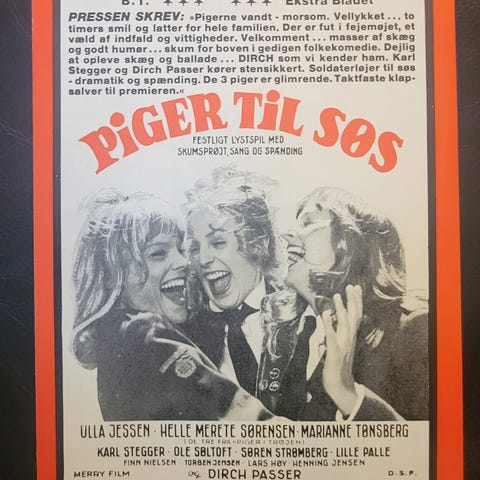 B.T. ★★★ ★★★ Ekstra Bladet
PRESSEN SKREV: »Pigerne vandt - morsom. Vellykket . . . to
timers smil og latter for hele familien. Der er fut i fejemøjet, et
væld af indfald og vittigheder. Velkomment . . . masser af skæg
og godt humør . . . skum for boven i gedigen folkekomedie. Dejlig
at opleve skæg og ballade . . . DIRCH som vi kender ham. Karl
Stegger og Dirch Passer kører stensikkert. Soldaterløjer til søs
- dramatik og spænding. De 3 piger er glimrende. Taktfaste klap-
salver til premieren.«
PiGER TiL SØS
FESTLIGT LYSTSPIL MED
SKUMSPRØJT, SANG OG SPÆNDING
ULLA JESSEN · HELLE MERETE SØRENSEN · MARIANNE TØNSBERG
(DE TRE FRA »PIGER I TRØJEN)
KARL STEGGER · OLE SØLTOFT · SØREN STRØMBERG · LILLE PALLE
FINN NIELSEN · TORBEN JENSEN · LARS HØY · HENNING JENSEN
MERRY FILM og DIRCH PASSER D.S.F.